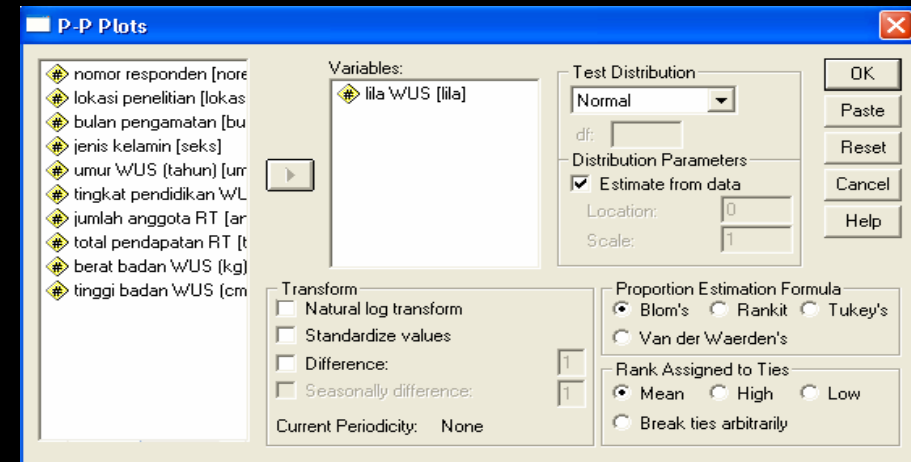 P-P Plots
nomor responden [nore
lokasi penelitian [lokas
bulan pengamatan [bu
jenis kelamin [seks]
umur WUS (tahun) [um
tingkat pendidikan WU
jumlah anggota RT [ar
total pendapatan RT [t
berat badan WUS (kg)
tinggi badan WUS (cm
Variables:
lila WUS [lila]
Test Distribution
Normal
df:
Distribution Parameters
Estimate from data
Location: 0
Scale: 1
OK
Paste
Reset
Cancel
Help
Transform
Natural log transform
Standardize values
Difference: 1
Seasonally difference: 1
Current Periodicity: None
Proportion Estimation Formula
Blom's Rankit Tukey's
Van der Waerden's
Rank Assigned to Ties
Mean High Low
Break ties arbitrarily